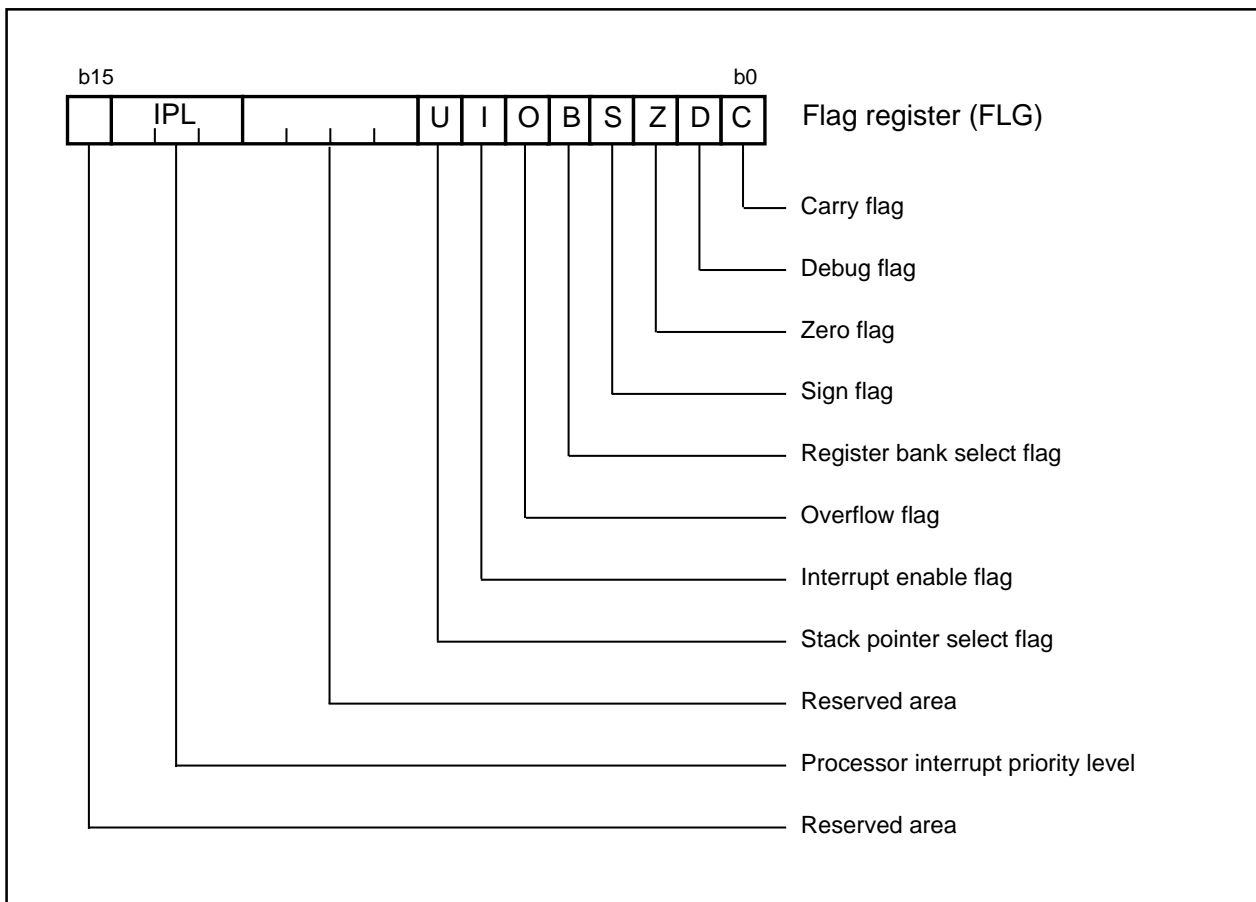 b15 b0
IPL U I O B S Z D C Flag register (FLG)
Carry flag
Debug flag
Zero flag
Sign flag
Register bank select flag
Overflow flag
Interrupt enable flag
Stack pointer select flag
Reserved area
Processor interrupt priority level
Reserved area